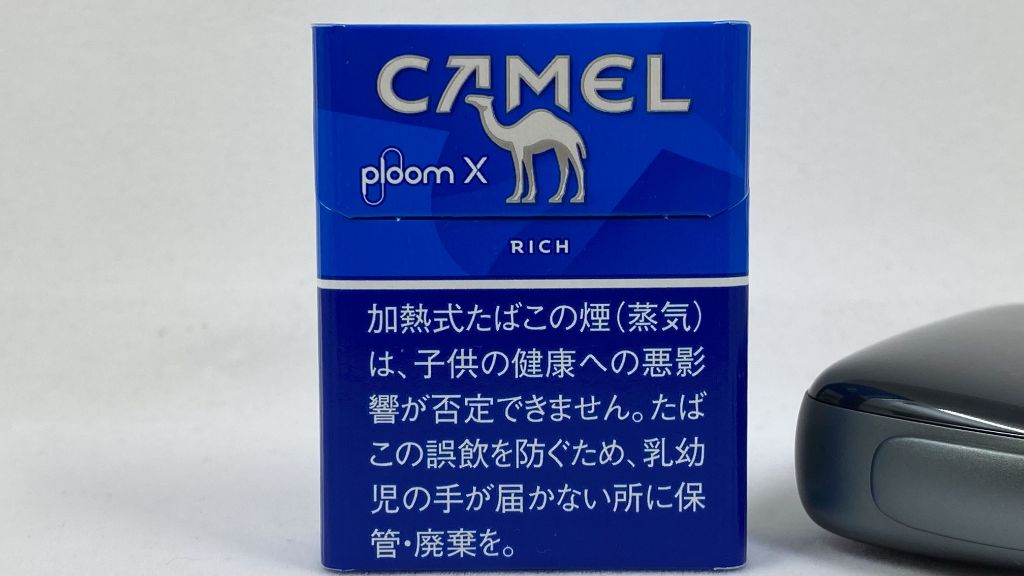 CAMEL
ploom X
RICH
加熱式たばこの煙(蒸気)
は、子供の健康への悪影
響が否定できません。たば
この誤飲を防ぐため、乳幼
児の手が届かない所に保
管・廃棄を。